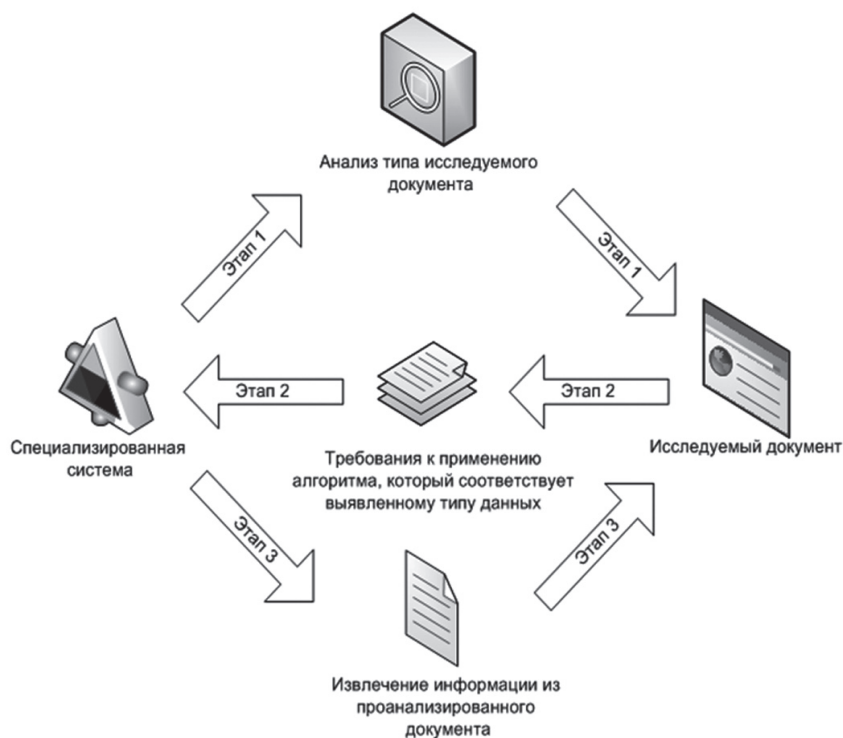 Анализ типа исследуемого
документа
Этап 1
Этап 1
Этап 2
Этап 2
Специализированная
система
Требования к применению
алгоритма, который соответствует
выявленному типу данных
Исследуемый документ
Этап 3
Этап 3
Извлечение информации из
проанализированного
документа